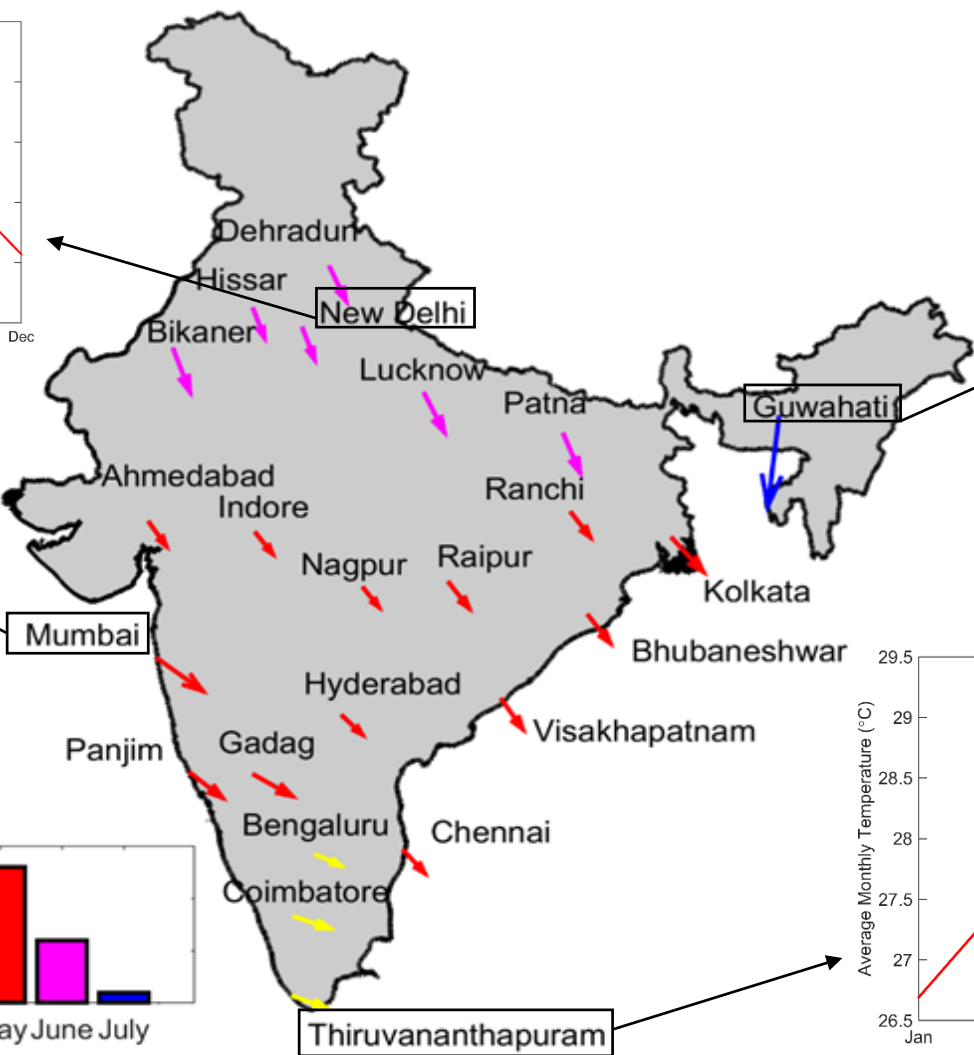 Dehradun
Hissar
New Delhi
Dec
Bikaner
Lucknow
Patna
Guwahati
Ahmedabad
Indore
Ranchi
Nagpur
Raipur
Kolkata
Mumbai
Bhubaneshwar
Hyderabad
Visakhapatnam
Panjim
Gadag
Bengaluru
Chennai
Coimbatore
Thiruvananthapuram
ay June July
Average Monthly Temperature (°C)
29.5
29
28.5
28
27.5
27
26.5
Jan